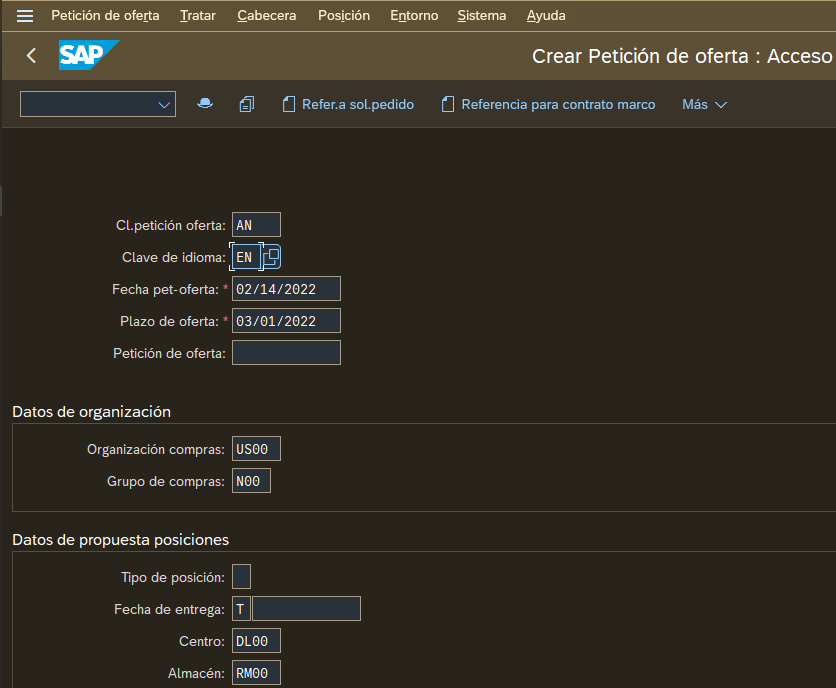 Petición de oferta Tratar Cabecera Posición Entorno Sistema Ayuda
SAP Crear Petición de oferta : Acceso
Refer.a sol.pedido Referencia para contrato marco Más
Cl.petición oferta: AN
Clave de idioma: EN
Fecha pet-oferta: * 02/14/2022
Plazo de oferta: * 03/01/2022
Petición de oferta:
Datos de organización
Organización compras: US00
Grupo de compras: N00
Datos de propuesta posiciones
Tipo de posición:
Fecha de entrega: T
Centro: DL00
Almacén: RM00